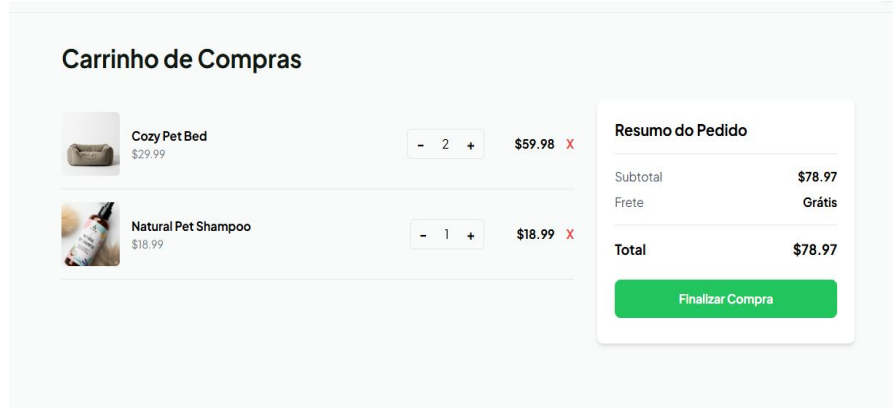 Carrinho de Compras
Cozy Pet Bed
$29.99
- 2 +
$59.98 X
Natural Pet Shampoo
$18.99
- 1 +
$18.99 X
Resumo do Pedido
Subtotal $78.97
Frete Grátis
Total $78.97
Finalizar Compra